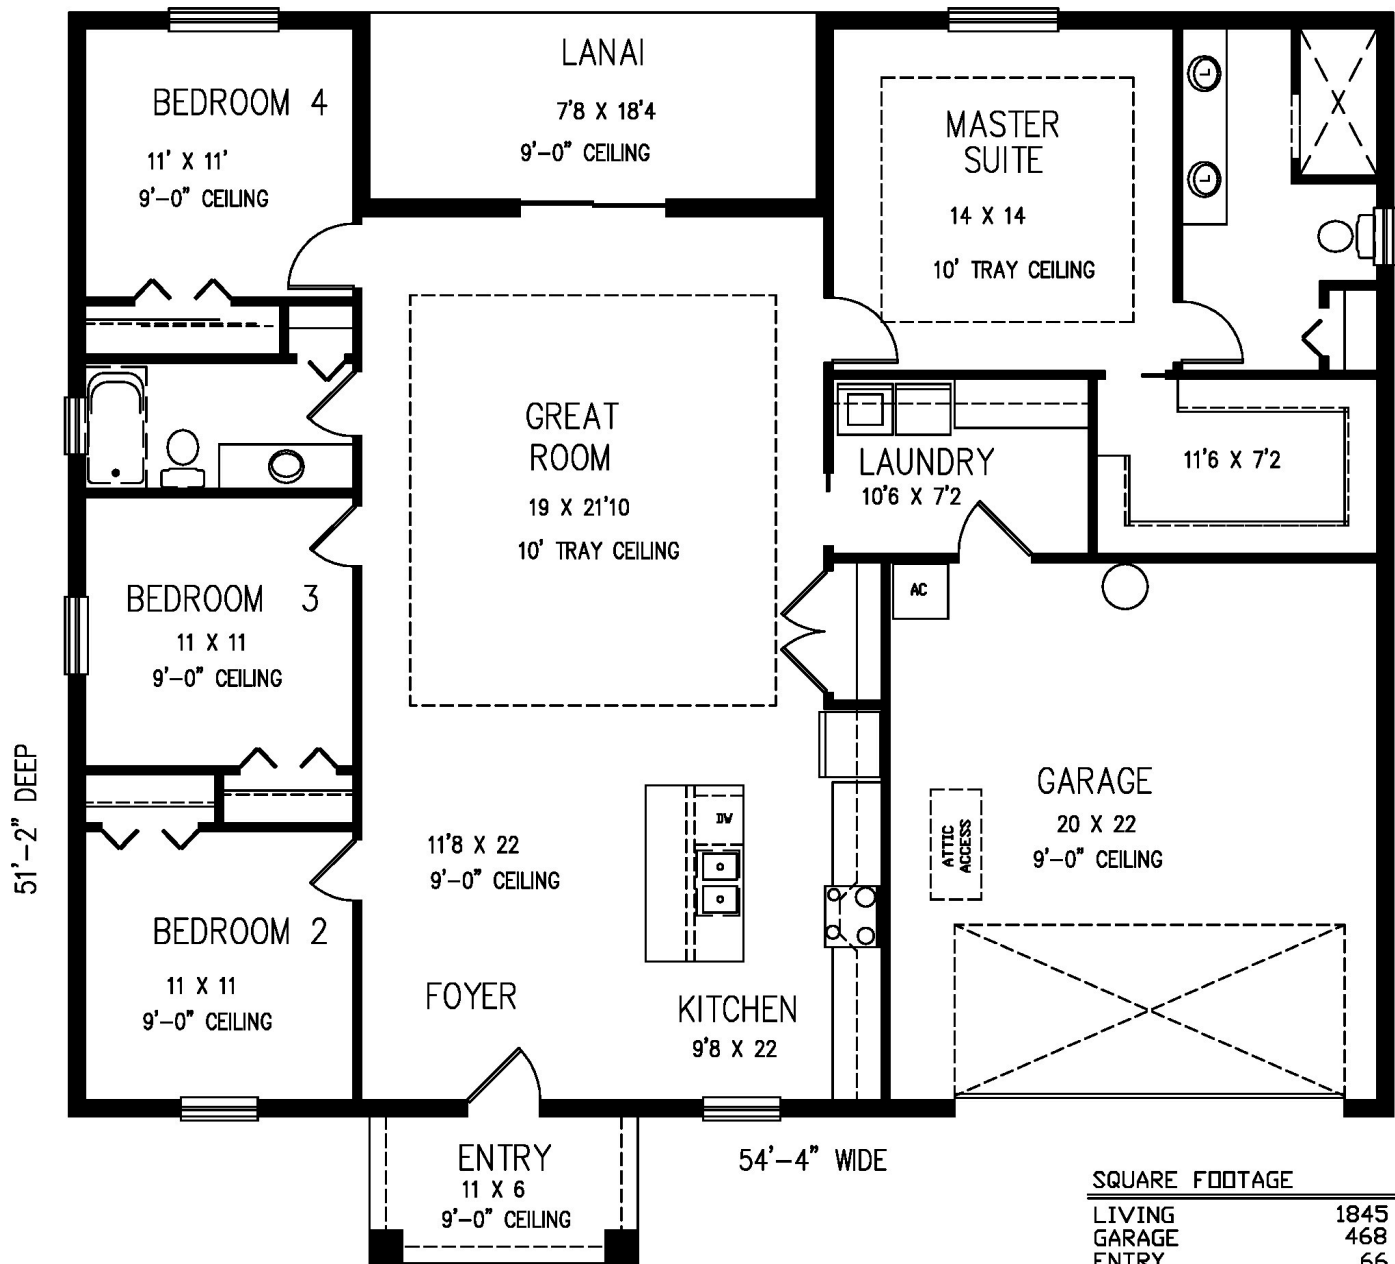 LANAI
7'8 X 18'4
9'-0" CEILING
BEDROOM 4
11' X 11'
9'-0" CEILING
MASTER
SUITE
14 X 14
10' TRAY CEILING
L
L
X
GREAT
ROOM
19 X 21'10
10' TRAY CEILING
LAUNDRY
10'6 X 7'2
11'6 X 7'2
BEDROOM 3
11 X 11
9'-0" CEILING
AC
51'-2" DEEP
GARAGE
20 X 22
9'-0" CEILING
ATTIC
ACCESS
DW
11'8 X 22
9'-0" CEILING
BEDROOM 2
11 X 11
9'-0" CEILING
FOYER
KITCHEN
9'8 X 22
ENTRY
11 X 6
9'-0" CEILING
54'-4" WIDE
SQUARE FOOTAGE
LIVING 1845
GARAGE 468
ENTRY 66